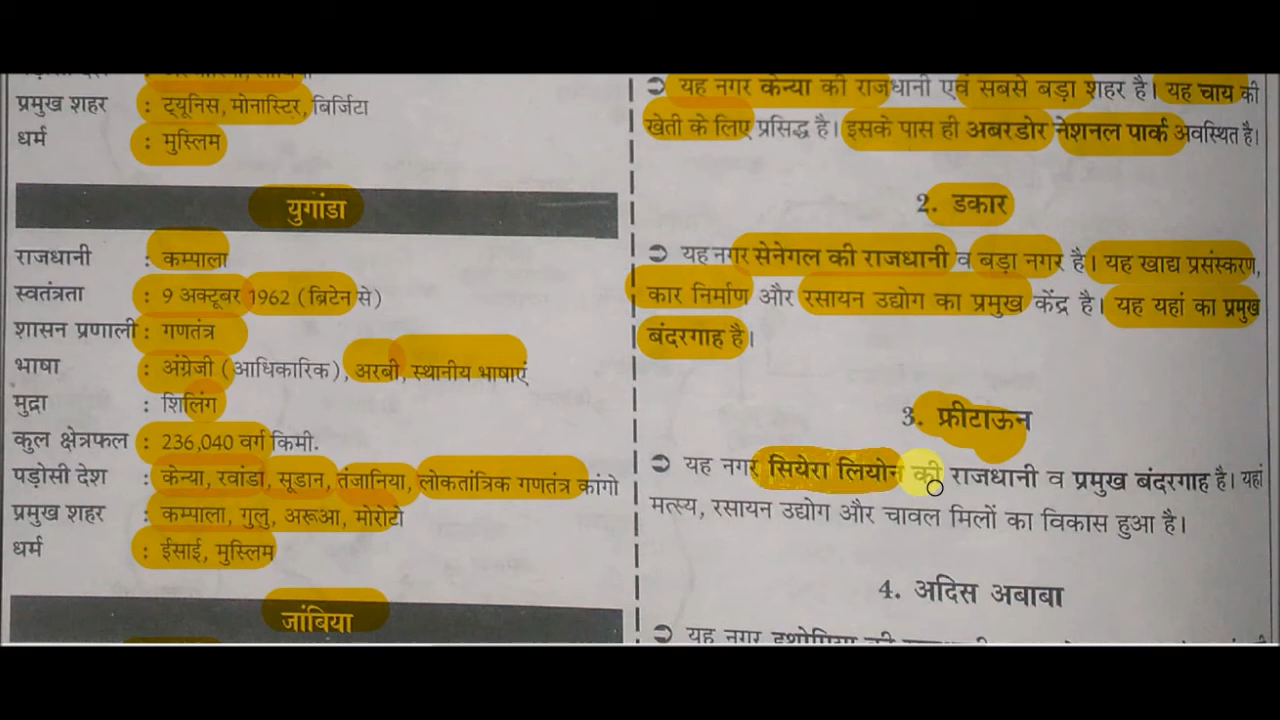 प्रमुख शहर : ट्यूनिस, मोनास्टिर, बिर्जिटा
धर्म : मुस्लिम
युगांडा
राजधानी : कम्पाला
स्वतंत्रता : 9 अक्टूबर 1962 (ब्रिटेन से)
शासन प्रणाली : गणतंत्र
भाषा : अंग्रेजी (आधिकारिक), अरबी, स्थानीय भाषाएं
मुद्रा : शिलिंग
कुल क्षेत्रफल : 236,040 वर्ग किमी.
पड़ोसी देश : केन्या, रवांडा, सूडान, तंजानिया, लोकतांत्रिक गणतंत्र कांगो
प्रमुख शहर : कम्पाला, गुलु, अरूआ, मोरोटो
धर्म : ईसाई, मुस्लिम
जांबिया
यह नगर केन्या की राजधानी एवं सबसे बड़ा शहर है। यह चाय की
खेती के लिए प्रसिद्ध है। इसके पास ही अबरडोर नेशनल पार्क अवस्थित है।
2. डकार
यह नगर सेनेगल की राजधानी व बड़ा नगर है। यह खाद्य प्रसंस्करण,
कार निर्माण और रसायन उद्योग का प्रमुख केंद्र है। यह यहां का प्रमुख
बंदरगाह है।
3. फ्रीटाऊन
यह नगर सियेरा लियोन की राजधानी व प्रमुख बंदरगाह है। यहां
मत्स्य, रसायन उद्योग और चावल मिलों का विकास हुआ है।
4. अदिस अबाबा
यह नगर